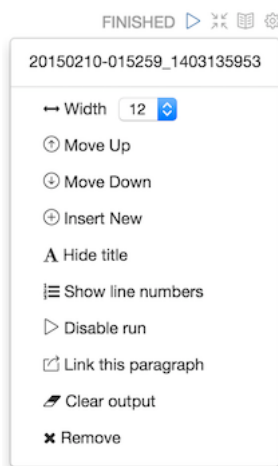 FINISHED
20150210-015259_1403135953
Width 12
Move Up
Move Down
Insert New
A Hide title
Show line numbers
Disable run
Link this paragraph
Clear output
Remove